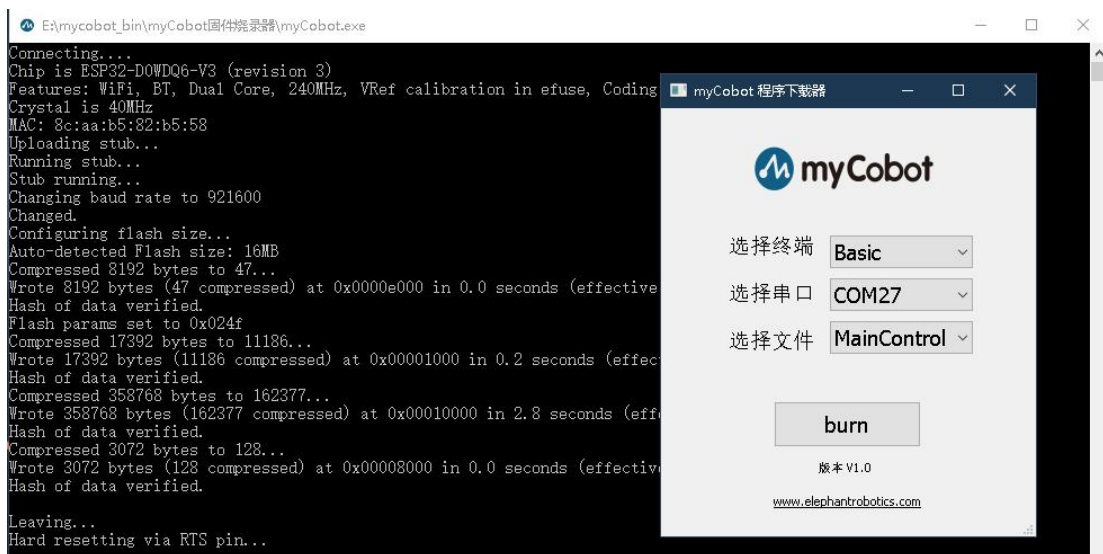 E:\mycobot_bin\myCobot固件烧录器\myCobot.exe
Connecting....
Chip is ESP32-D0WDQ6-V3 (revision 3)
Features: WiFi, BT, Dual Core, 240MHz, VRef calibration in efuse, Coding
Crystal is 40MHz
MAC: 8c:aa:b5:82:b5:58
Uploading stub...
Running stub...
Stub running...
Changing baud rate to 921600
Changed.
Configuring flash size...
Auto-detected Flash size: 16MB
Compressed 8192 bytes to 47...
Wrote 8192 bytes (47 compressed) at 0x0000e000 in 0.0 seconds (effective
Hash of data verified.
Flash params set to 0x024f
Compressed 17392 bytes to 11186...
Wrote 17392 bytes (11186 compressed) at 0x00001000 in 0.2 seconds (effec
Hash of data verified.
Compressed 358768 bytes to 162377...
Wrote 358768 bytes (162377 compressed) at 0x00010000 in 2.8 seconds (eff
Hash of data verified.
Compressed 3072 bytes to 128...
Wrote 3072 bytes (128 compressed) at 0x00008000 in 0.0 seconds (effectiv
Hash of data verified.
Leaving...
Hard resetting via RTS pin...
myCobot 程序下载器
myCobot
选择终端 Basic
选择串口 COM27
选择文件 MainControl
burn
版本 V1.0
www.elephantrobotics.com